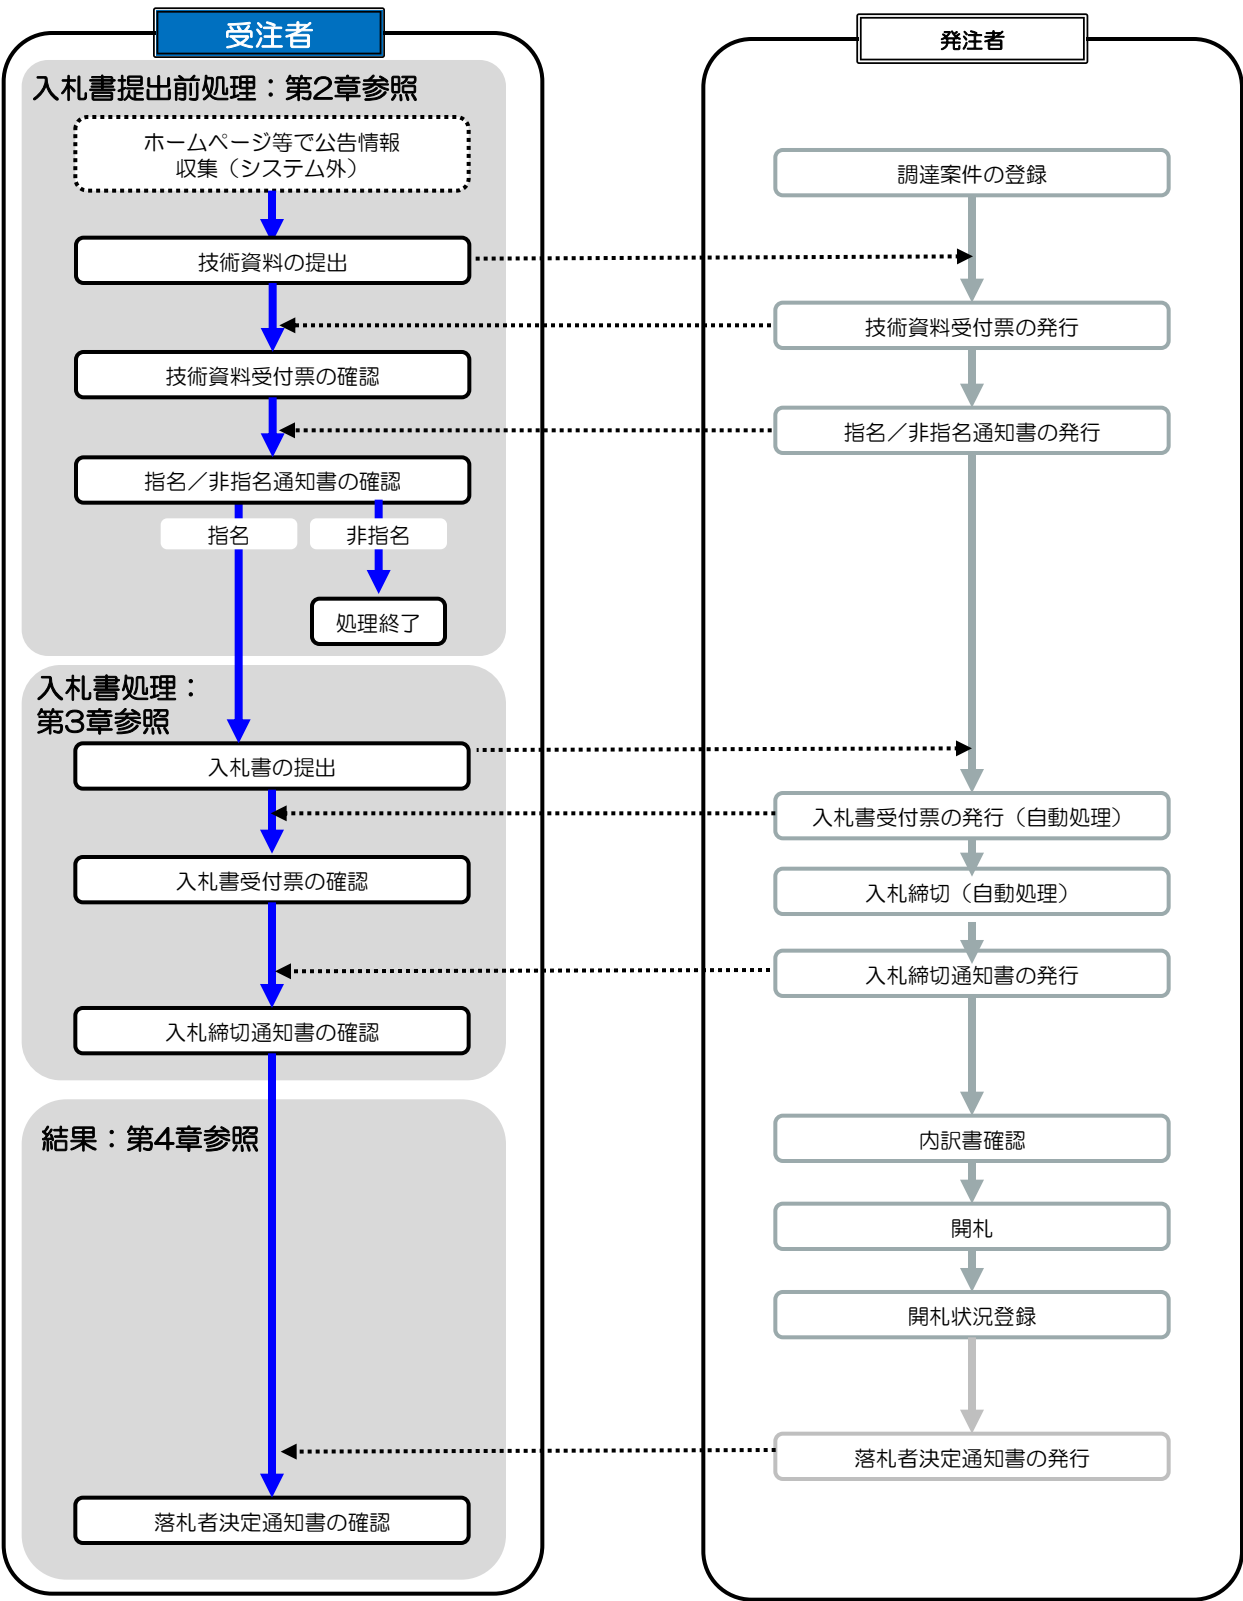 受注者
入札書提出前処理：第2章参照
ホームページ等で公告情報
収集（システム外）
技術資料の提出
技術資料受付票の確認
指名／非指名通知書の確認
指名
非指名
処理終了
入札書処理：
第3章参照
入札書の提出
入札書受付票の確認
入札締切通知書の確認
結果：第4章参照
落札者決定通知書の確認
発注者
調達案件の登録
技術資料受付票の発行
指名／非指名通知書の発行
入札書受付票の発行（自動処理）
入札締切（自動処理）
入札締切通知書の発行
内訳書確認
開札
開札状況登録
落札者決定通知書の発行